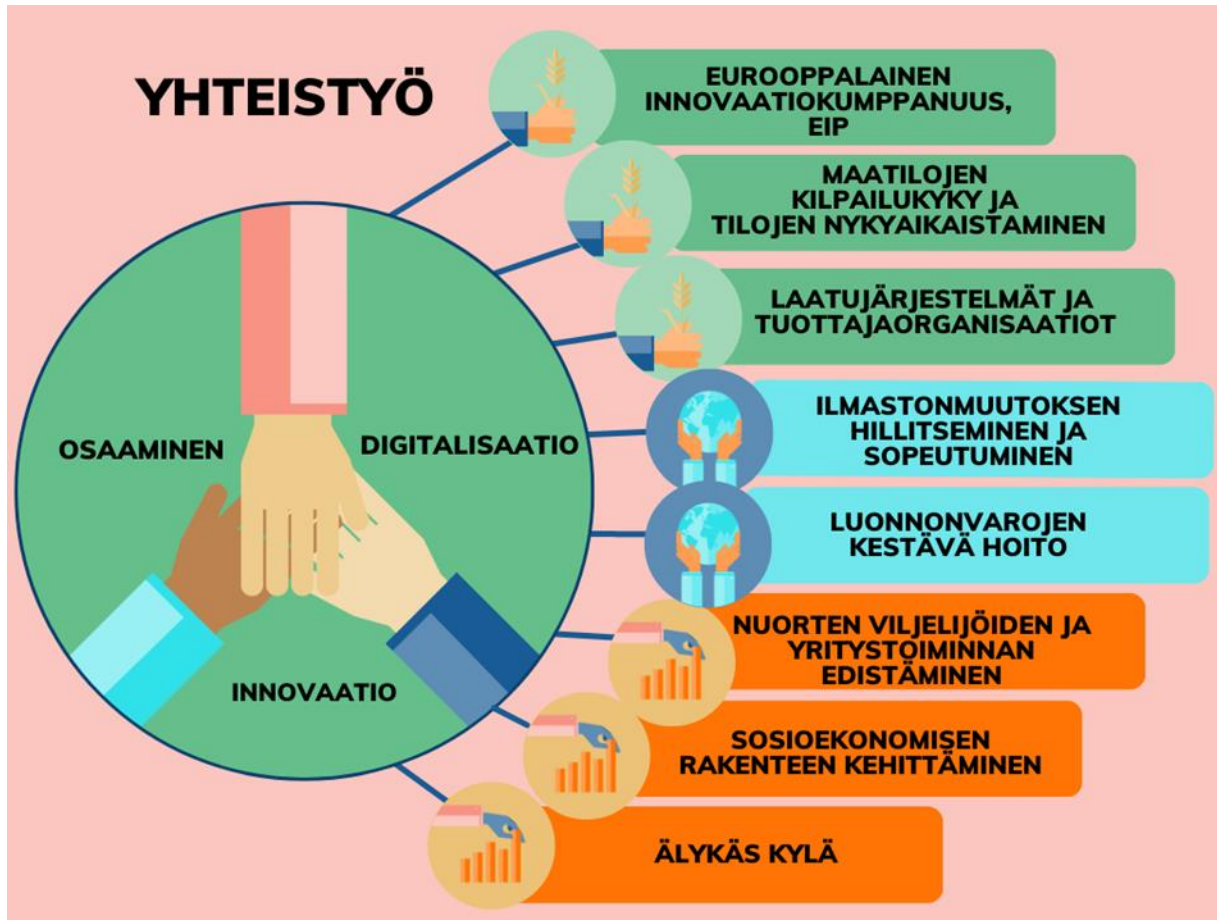 YHTEISTYÖ
EUROOPPALAINEN
INNOVAATIOKUMPPANUUS,
EIP
MAATILOJEN
KILPAILUKYKY JA
TILOJEN NYKYAIKAISTAMINEN
LAATUJÄRJESTELMÄT JA
TUOTTAJAORGANISAATIOT
ILMASTONMUUTOKSEN
HILLITSEMINEN JA
SOPEUTUMINEN
LUONNONVAROJEN
KESTÄVÄ HOITO
NUORTEN VILJELIJÖIDEN JA
YRITYSTOIMINNAN
EDISTÄMINEN
SOSIOEKONOMISEN
RAKENTEEN KEHITTÄMINEN
ÄLYKÄS KYLÄ
OSAAMINEN
DIGITALISAATIO
INNOVAATIO